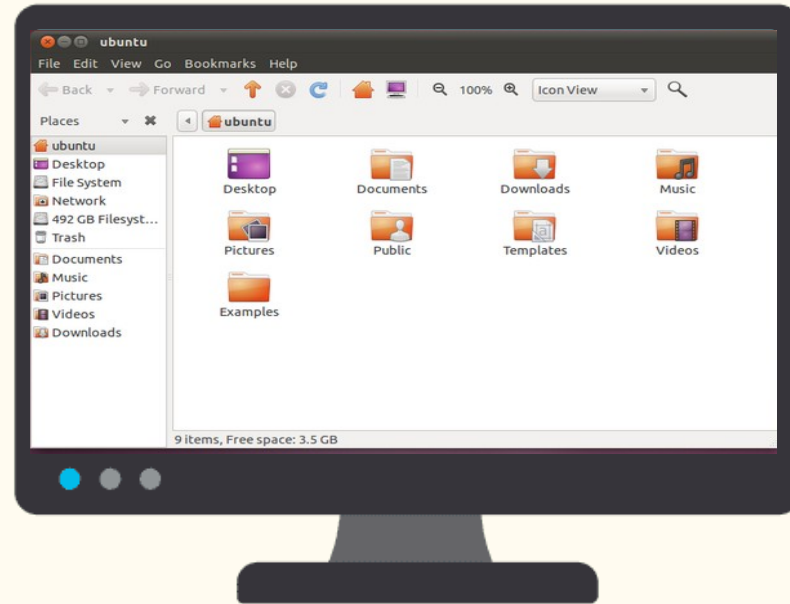 ubuntu
File Edit View Go Bookmarks Help
Back Forward 100% Icon View
Places ubuntu
ubuntu
Desktop
File System
Network
492 GB Filesyst...
Trash
Documents
Music
Pictures
Videos
Downloads
Desktop Documents Downloads Music
Pictures Public Templates Videos
Examples
9 items, Free space: 3.5 GB